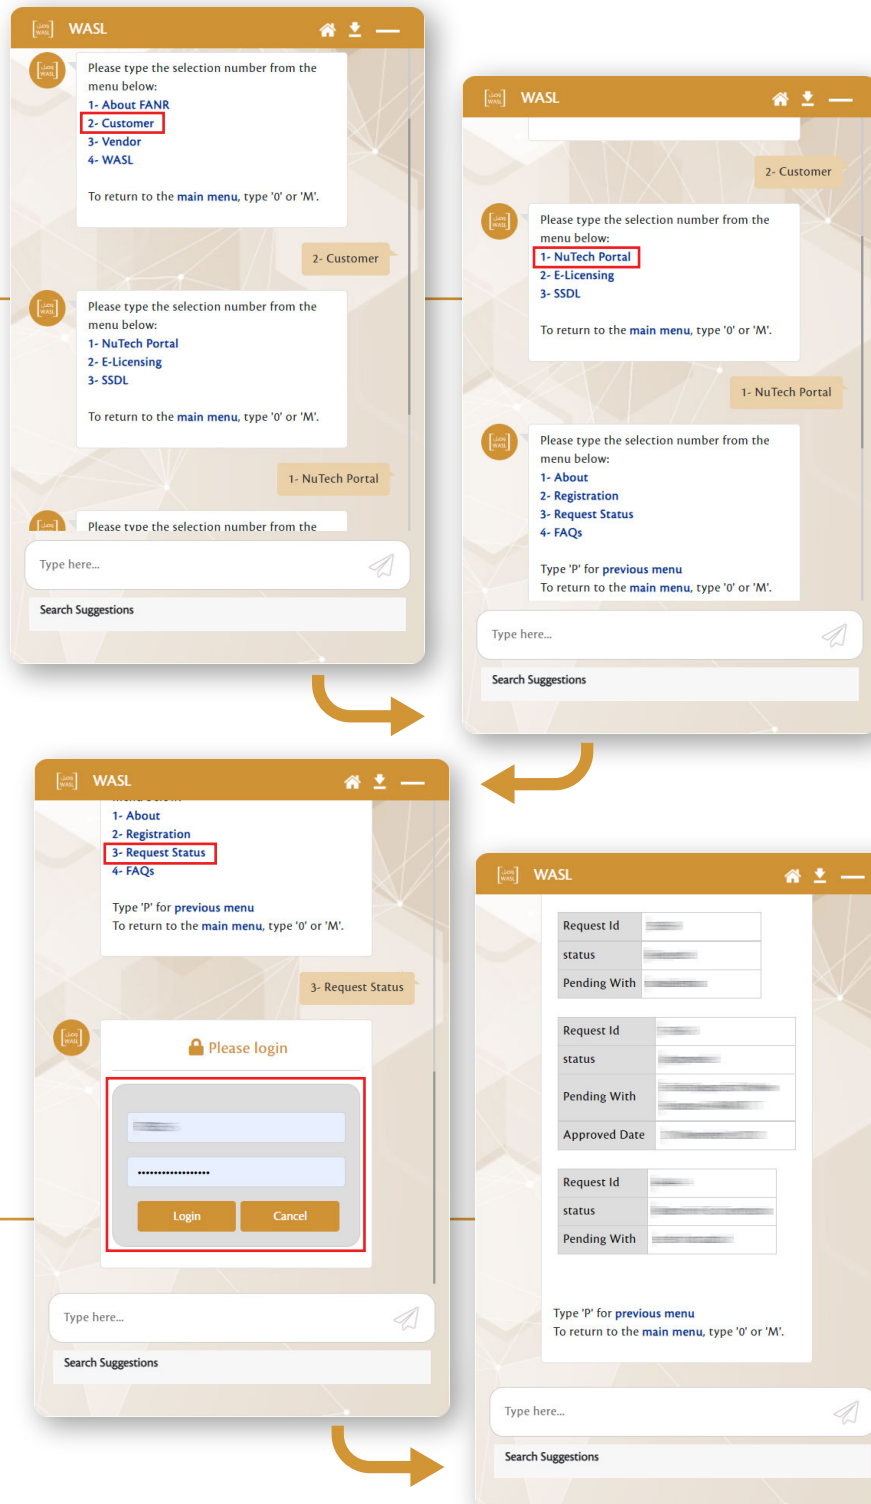 وصل
WASL
WASL
Please type the selection number from the
menu below:
1- About FANR
2- Customer
3- Vendor
4- WASL
To return to the main menu, type '0' or 'M'.
2- Customer
Please type the selection number from the
menu below:
1- NuTech Portal
2- E-Licensing
3- SSDL
To return to the main menu, type '0' or 'M'.
1- NuTech Portal
Please type the selection number from the
Type here...
Search Suggestions
وصل
WASL
WASL
2- Customer
Please type the selection number from the
menu below:
1- NuTech Portal
2- E-Licensing
3- SSDL
To return to the main menu, type '0' or 'M'.
1- NuTech Portal
Please type the selection number from the
menu below:
1- About
2- Registration
3- Request Status
4- FAQs
Type 'P' for previous menu
To return to the main menu, type '0' or 'M'.
Type here...
Search Suggestions
وصل
WASL
WASL
menu below:
1- About
2- Registration
3- Request Status
4- FAQs
Type 'P' for previous menu
To return to the main menu, type '0' or 'M'.
3- Request Status
Please login
Login Cancel
Type here...
Search Suggestions
وصل
WASL
WASL
Request Id
status
Pending With
Request Id
status
Pending With
Approved Date
Request Id
status
Pending With
Type 'P' for previous menu
To return to the main menu, type '0' or 'M'.
Type here...
Search Suggestions